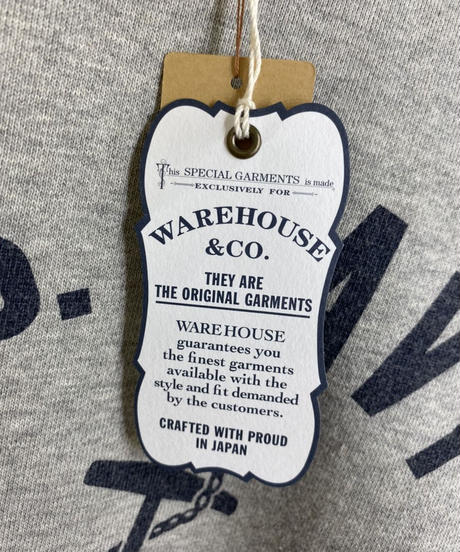 This SPECIAL GARMENTS is made
EXCLUSIVELY FOR
WAREHOUSE
&CO.
THEY ARE
THE ORIGINAL GARMENTS
WAREHOUSE
guarantees you
the finest garments
available with the
style and fit demanded
by the customers.
CRAFTED WITH PROUD
IN JAPAN